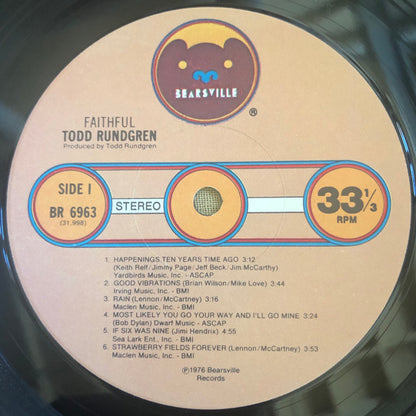 BEARSVILLE
®
FAITHFUL
TODD RUNDGREN
Produced by Todd Rundgren
SIDE 1
BR 6963
(31,998)
STEREO
33 1/3
RPM
1. HAPPENINGS TEN YEARS TIME AGO 3:12
(Keith Relf/Jimmy Page/Jeff Beck/Jim McCarthy)
Yardbirds Music, Inc. - ASCAP
2. GOOD VIBRATIONS (Brian Wilson/Mike Love) 3:44
Irving Music, Inc. - BMI
3. RAIN (Lennon/McCartney) 3:16
Maclen Music, Inc. - BMI
4. MOST LIKELY YOU GO YOUR WAY AND I'LL GO MINE 3:24
(Bob Dylan) Dwarf Music - ASCAP
5. IF SIX WAS NINE (Jimi Hendrix) 4:55
Sea Lark Ent., Inc. - BMI
6. STRAWBERRY FIELDS FOREVER (Lennon/McCartney) 3:53
Maclen Music, Inc. - BMI
℗1976 Bearsville
Records